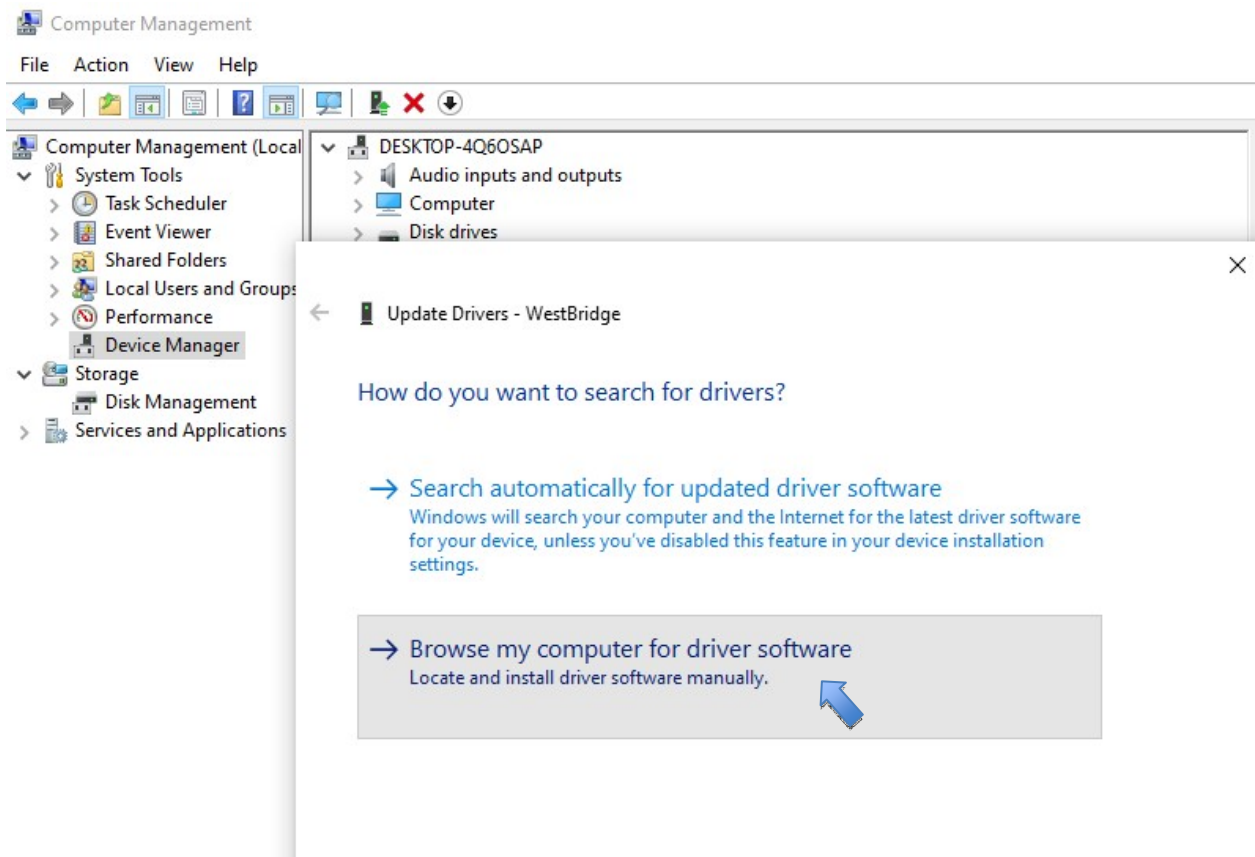 Computer Management
File Action View Help
Computer Management (Local
System Tools
Task Scheduler
Event Viewer
Shared Folders
Local Users and Groups
Performance
Device Manager
Storage
Disk Management
Services and Applications
DESKTOP-4Q6OSAP
Audio inputs and outputs
Computer
Disk drives
Update Drivers - WestBridge
How do you want to search for drivers?
Search automatically for updated driver software
Windows will search your computer and the Internet for the latest driver software
for your device, unless you've disabled this feature in your device installation
settings.
Browse my computer for driver software
Locate and install driver software manually.